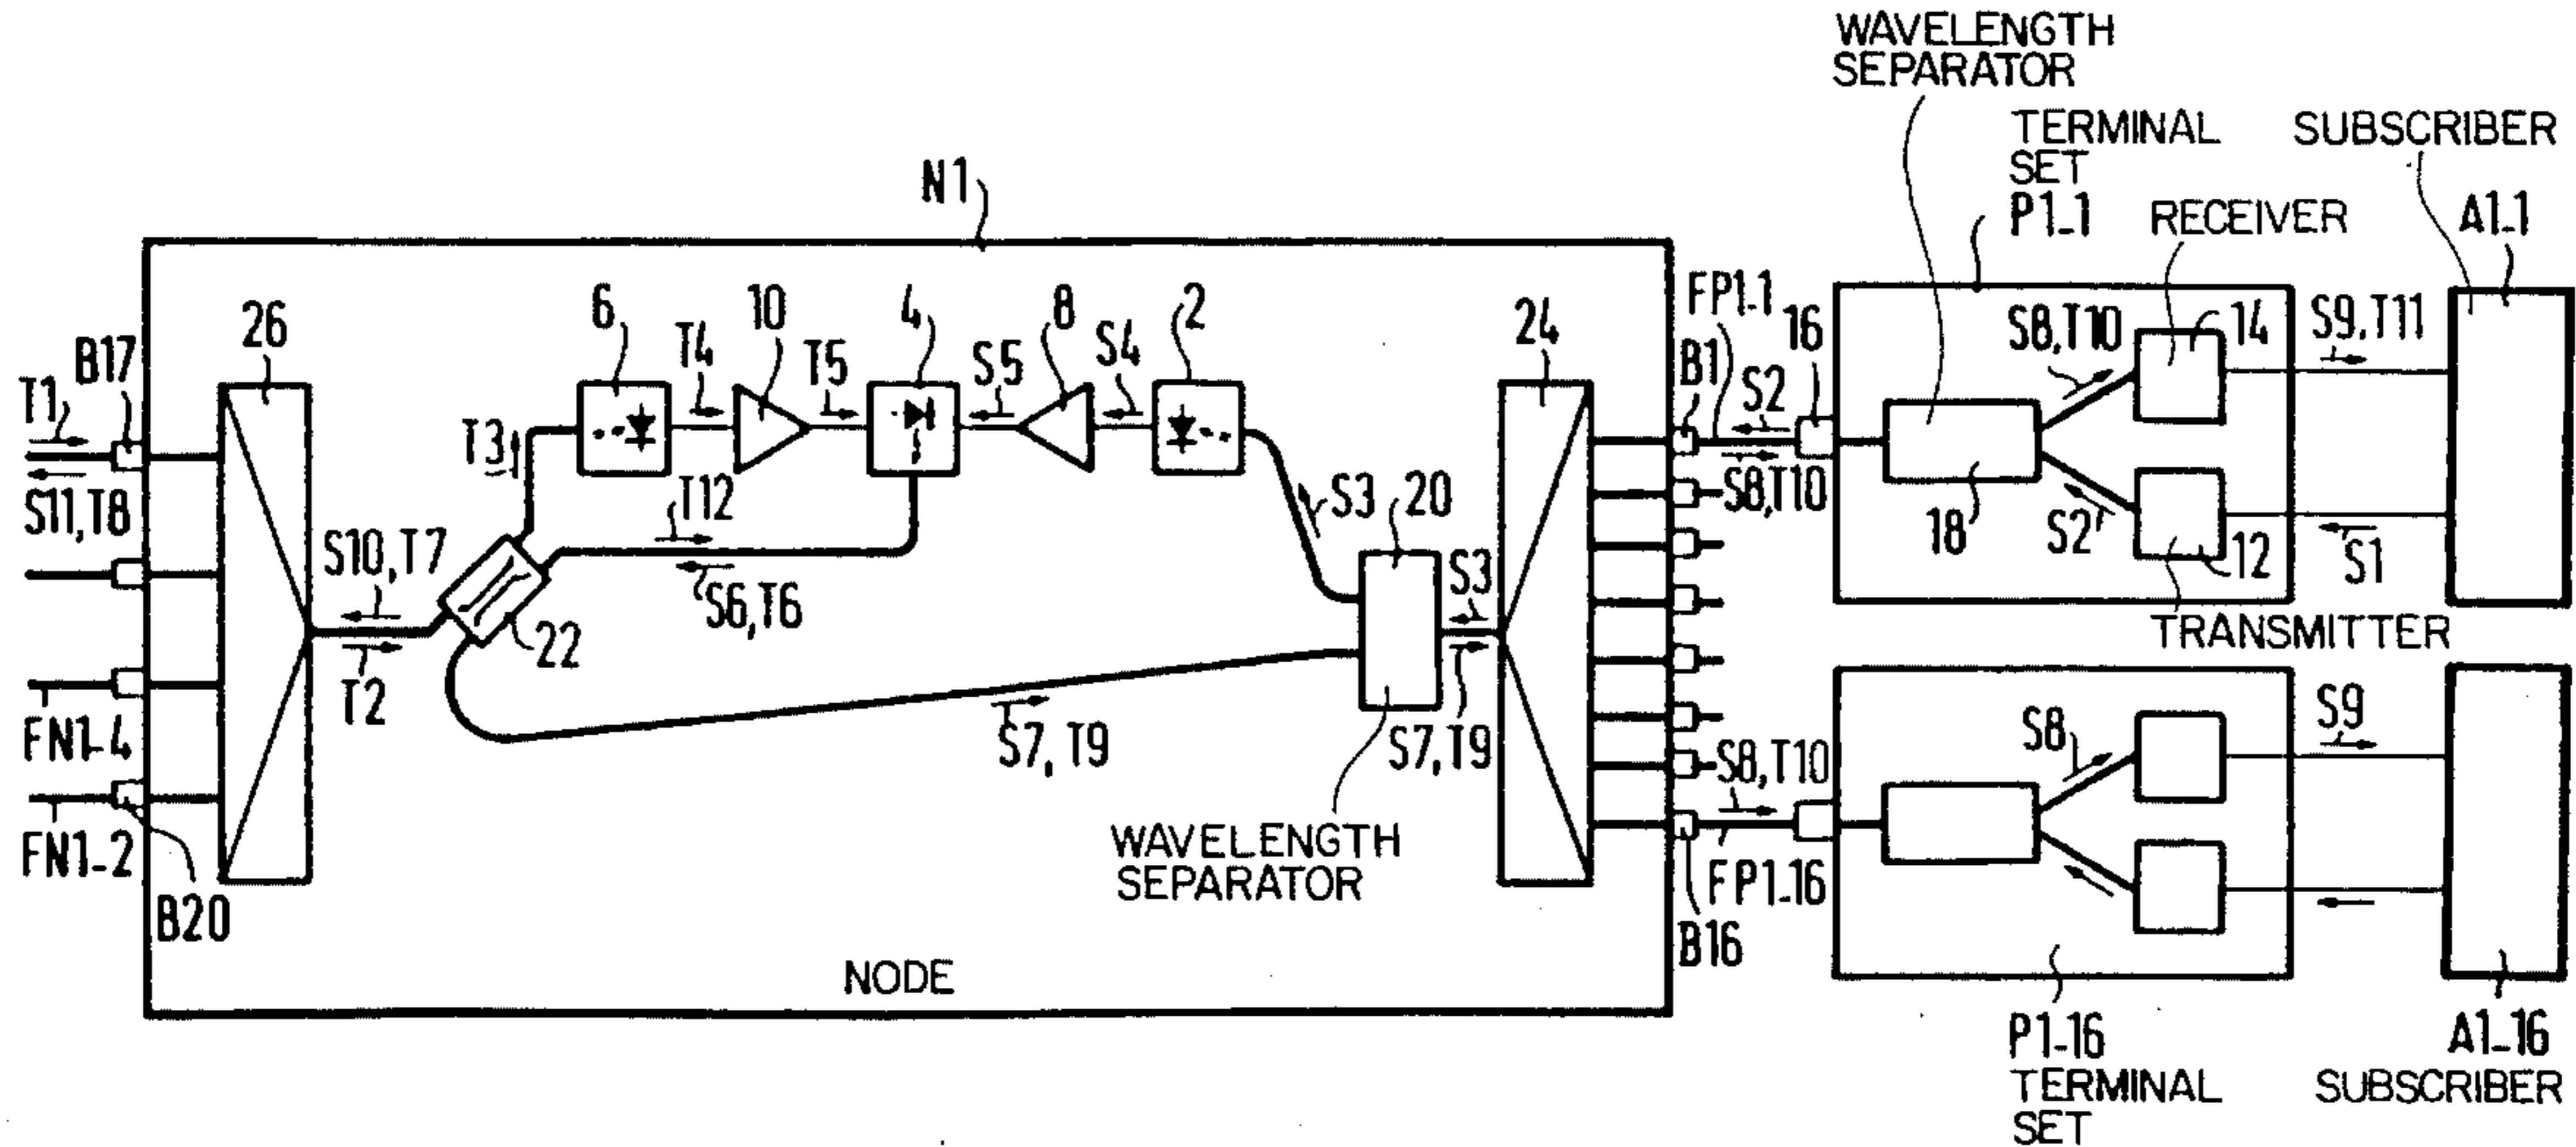 WAVELENGTH
SEPARATOR
TERMINAL
SET
P1-1
SUBSCRIBER
A1-1
RECEIVER
N1
26
6
10
4
8
2
24
FP1-1
B1
16
S2
S8,T10
S8,T10
14
S9,T11
T1
B17
S11,T8
T3
T4
T5
S5
S4
T12
S6,T6
S10,T7
T2
22
S3
20
S3
18
S2
12
S1
TRANSMITTER
FN1-4
FN1-2
B20
S7,T9
S7,T9
WAVELENGTH
SEPARATOR
S8,T10
FP1-16
B16
S8
S9
NODE
P1-16
TERMINAL
SET
A1-16
SUBSCRIBER